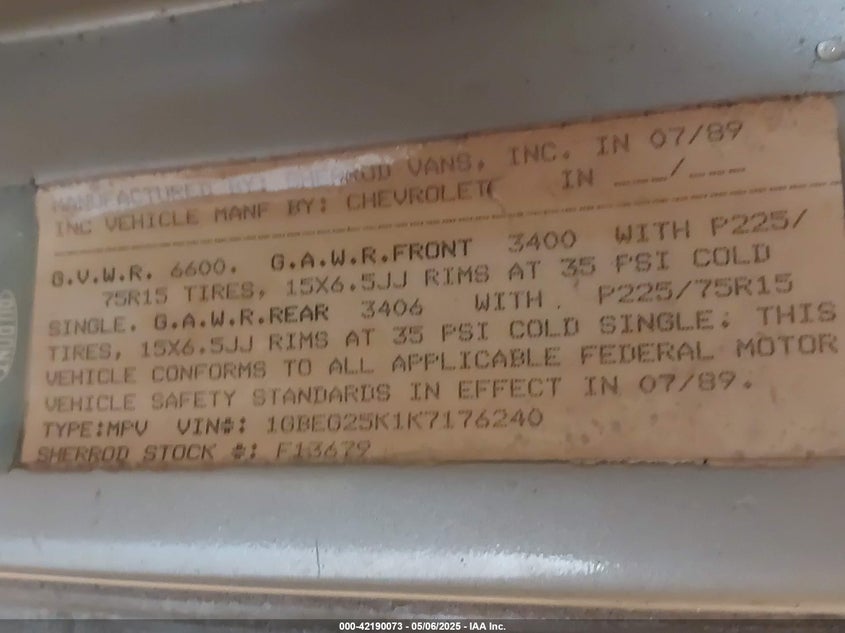 MANUFACTURED BY: SHERROD VANS, INC. IN 07/89
INC VEHICLE MANF BY: CHEVROLET IN ___/___
G.V.W.R. 6600. G.A.W.R.FRONT 3400 WITH P225/
75R15 TIRES, 15X6.5JJ RIMS AT 35 PSI COLD
SINGLE. G.A.W.R.REAR 3406 WITH P225/75R15
TIRES, 15X6.5JJ RIMS AT 35 PSI COLD SINGLE. THIS
VEHICLE CONFORMS TO ALL APPLICABLE FEDERAL MOTOR
VEHICLE SAFETY STANDARDS IN EFFECT IN 07/89.
TYPE:MPV VIN#: 1GBEG25K1K7176240
SHERROD STOCK #: F13679
000-42190073 - 05/06/2025 - IAA Inc.